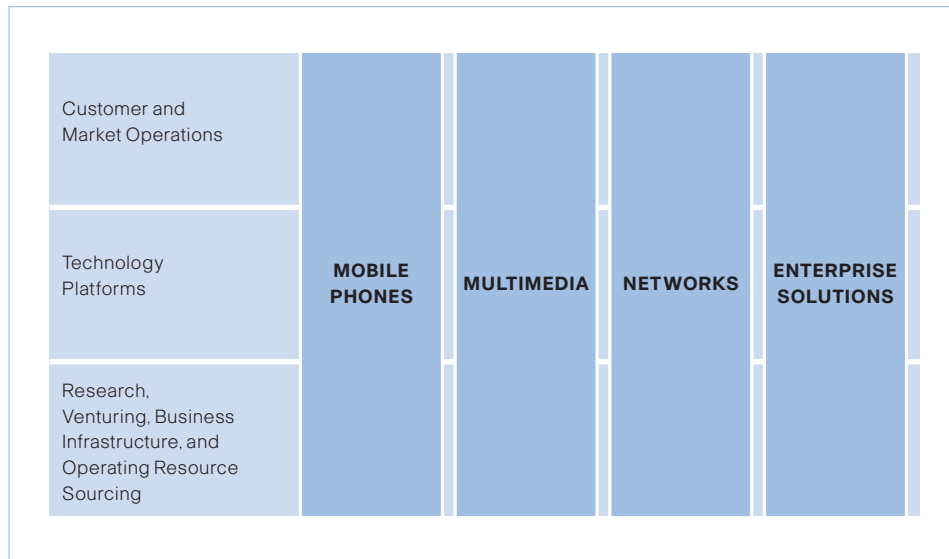 Customer and
Market Operations
Technology
Platforms
MOBILE
PHONES
MULTIMEDIA
NETWORKS
ENTERPRISE
SOLUTIONS
Research,
Venturing, Business
Infrastructure, and
Operating Resource
Sourcing